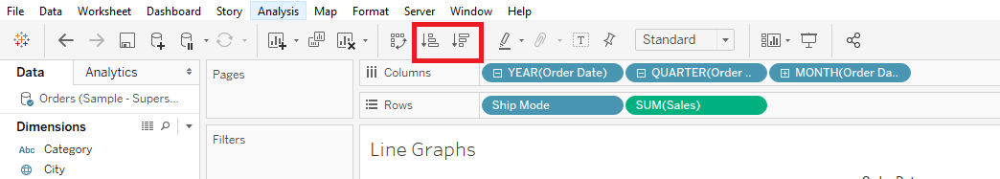 File Data Worksheet Dashboard Story Analysis Map Format Server Window Help
Standard
Data Analytics
Pages
Columns YEAR(Order Date) QUARTER(Order .. MONTH(Order Da..
Orders (Sample - Supers...
Rows Ship Mode SUM(Sales)
Dimensions
Filters
Abc Category
Line Graphs
City